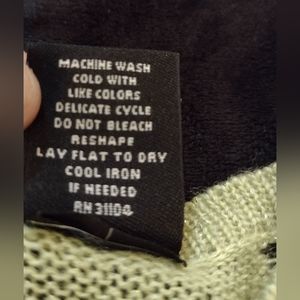 MACHINE WASH
COLD WITH
LIKE COLORS
DELICATE CYCLE
DO NOT BLEACH
RESHAPE
LAY FLAT TO DRY
COOL IRON
IF NEEDED
RN 31104